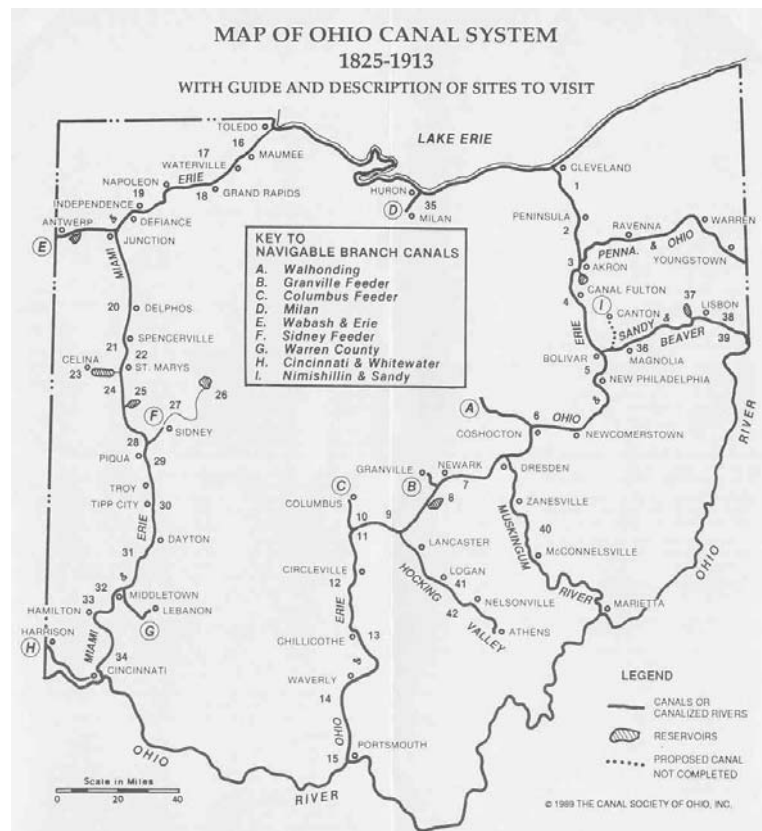 MAP OF OHIO CANAL SYSTEM
1825-1913
WITH GUIDE AND DESCRIPTION OF SITES TO VISIT
TOLEDO
LAKE ERIE
16
17
MAUMEE
WATERVILLE
CLEVELAND
NAPOLEON
ERIE
18
GRAND RAPIDS
HURON
35
1
19
INDEPENDENCE
D
MILAN
PENINSULA
2
RAVENNA
WARREN
ANTWERP
&
DEFIANCE
E
JUNCTION
MIAMI
PENNA. & OHIO
YOUNGSTOWN
3
AKRON
KEY TO
NAVIGABLE BRANCH CANALS
A. Walhonding
B. Granville Feeder
C. Columbus Feeder
D. Milan
E. Wabash & Erie
F. Sidney Feeder
G. Warren County
H. Cincinnati & Whitewater
I. Nimishillin & Sandy
4
CANAL FULTON
I
CANTON
37
LISBON
38
SANDY & BEAVER
39
ERIE
36
MAGNOLIA
BOLIVAR
5
NEW PHILADELPHIA
&
20
DELPHOS
21
SPENCERVILLE
22
CELINA
23
ST. MARYS
24
25
26
27
F
SIDNEY
28
PIQUA
29
A
6
OHIO
COSHOCTON
NEWCOMERSTOWN
RIVER
GRANVILLE
NEWARK
DRESDEN
TROY
TIPP CITY
30
ERIE
C
B
7
8
COLUMBUS
10
9
11
ZANESVILLE
MUSKINGUM
40
31
DAYTON
LANCASTER
McCONNELSVILLE
OHIO
CIRCLEVILLE
12
HOCKING
LOGAN
41
&
32
MIDDLETOWN
33
LEBANON
HAMILTON
G
ERIE
42
NELSONVILLE
RIVER
MARIETTA
HARRISON
H
MIAMI
CHILLICOTHE
13
VALLEY
ATHENS
34
CINCINNATI
&
WAVERLY
14
OHIO
OHIO
15
PORTSMOUTH
RIVER
LEGEND
CANALS OR
CANALIZED RIVERS
RESERVOIRS
PROPOSED CANAL
NOT COMPLETED
Scale in Miles
0
20
40
© 1989 THE CANAL SOCIETY OF OHIO, INC.